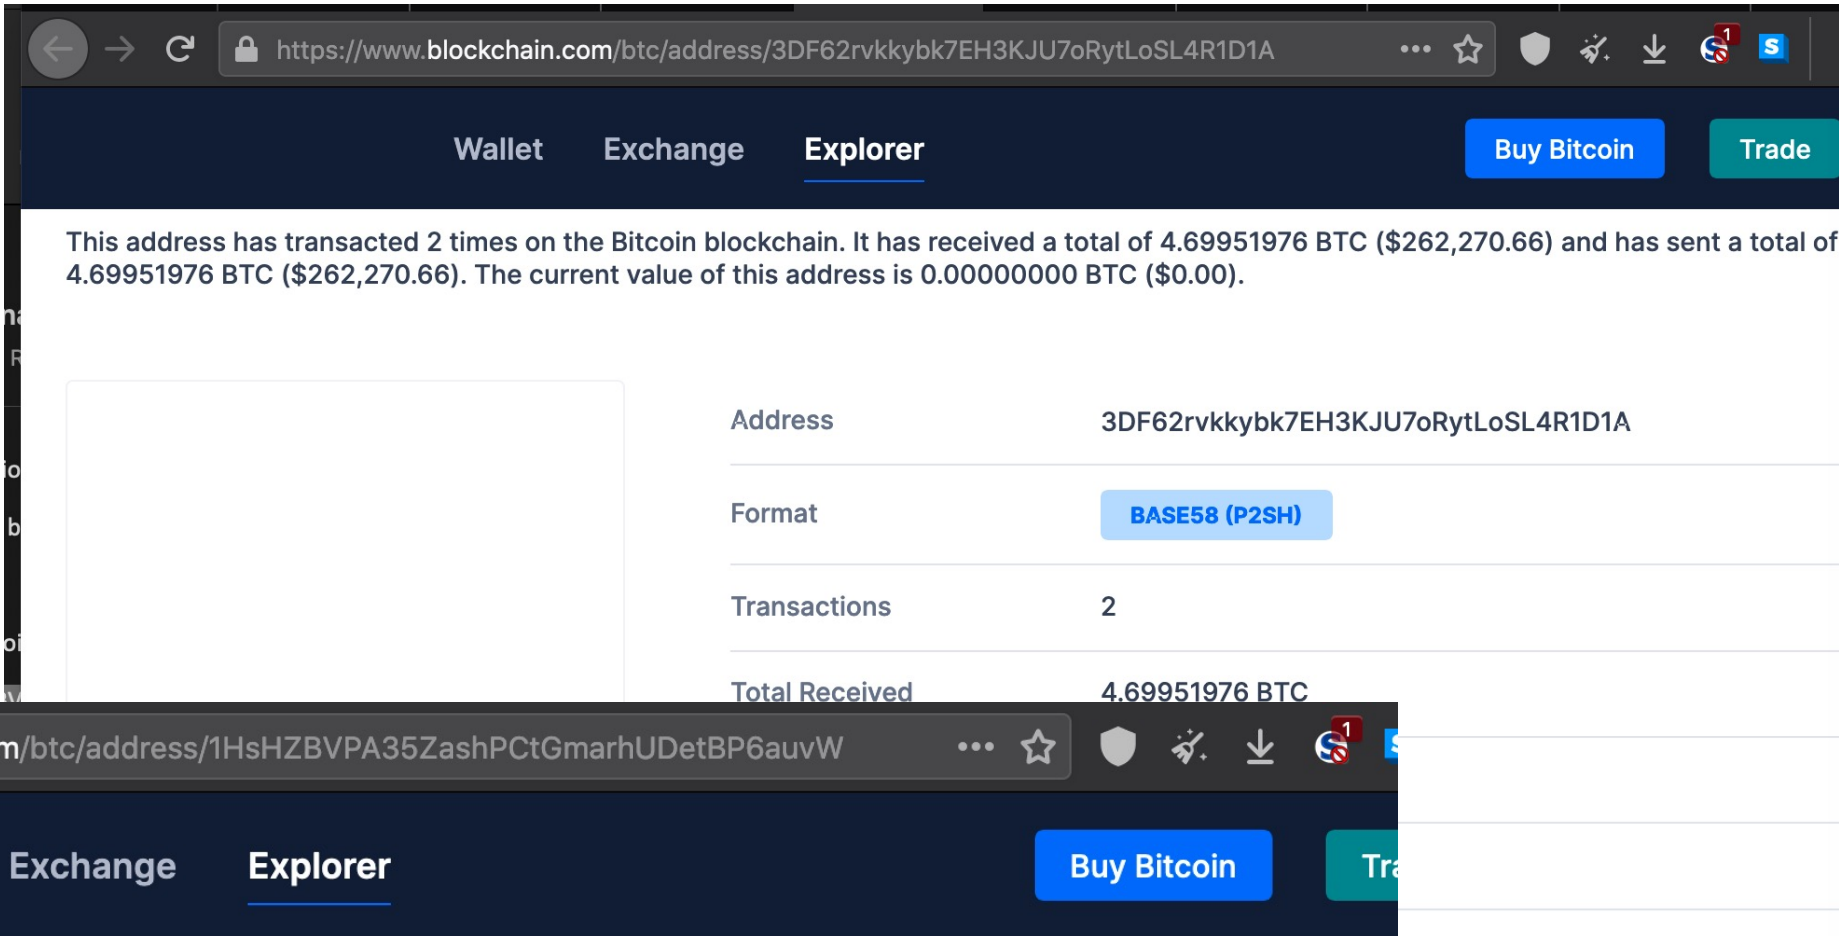 https://www.blockchain.com/btc/address/3DF62rvkkybk7EH3KJU7oRytLoSL4R1D1A
1
S
Wallet Exchange Explorer Buy Bitcoin Trade
This address has transacted 2 times on the Bitcoin blockchain. It has received a total of 4.69951976 BTC ($262,270.66) and has sent a total of
4.69951976 BTC ($262,270.66). The current value of this address is 0.00000000 BTC ($0.00).
Address 3DF62rvkkybk7EH3KJU7oRytLoSL4R1D1A
Format BASE58 (P2SH)
Transactions 2
Total Received 4.69951976 BTC
m/btc/address/1HsHZBVPA35ZashPCtGmarhUDetBP6auvW
1
Exchange Explorer Buy Bitcoin Tra